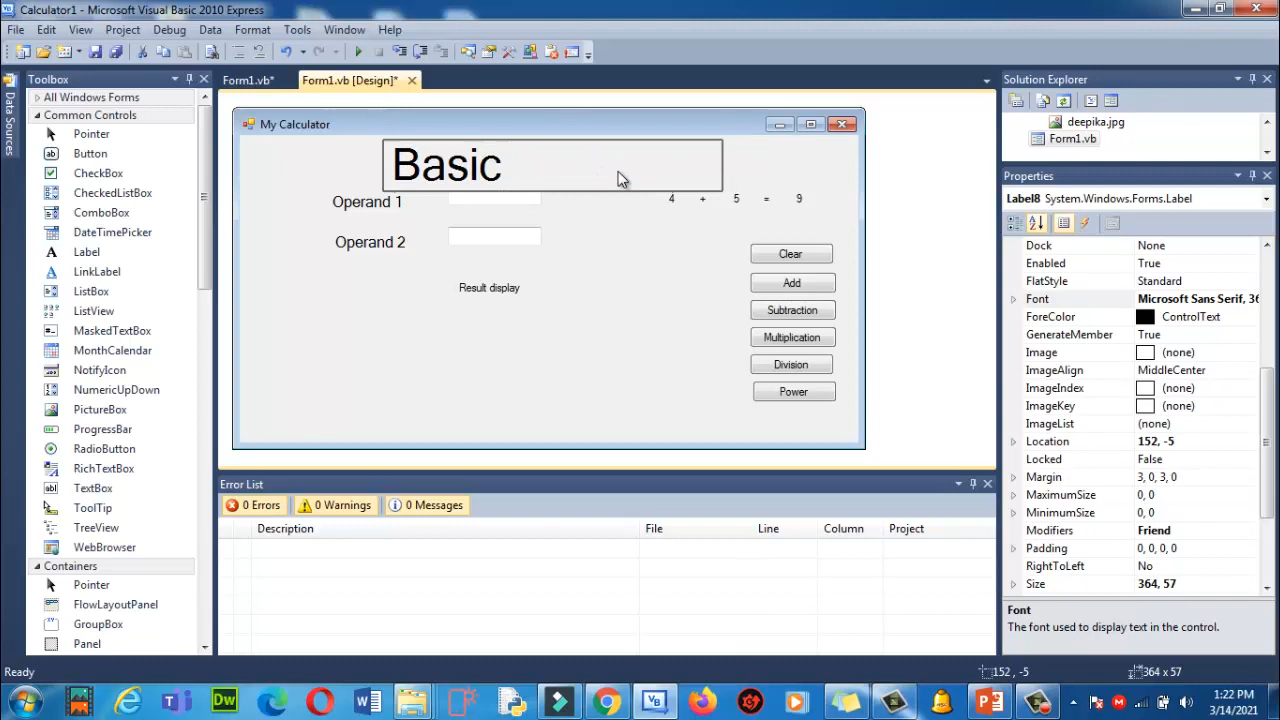 Calculator1 - Microsoft Visual Basic 2010 Express
File Edit View Project Debug Format Tools Window Help
Toolbox
Form1.vb*
Form1.vb [Design]*
Solution Explorer
Data Sources
All Windows Forms
Common Controls
Pointer
Button
CheckBox
CheckedListBox
ComboBox
DateTimePicker
Label
LinkLabel
ListBox
ListView
MaskedTextBox
MonthCalendar
NotifyIcon
NumericUpDown
PictureBox
ProgressBar
RadioButton
RichTextBox
TextBox
ToolTip
TreeView
WebBrowser
Containers
Pointer
FlowLayoutPanel
GroupBox
Panel
My Calculator
Basic
Operand 1
4 + 5 = 9
Operand 2
Clear
Result display
Add
Subtraction
Multiplication
Division
Power
Error List
0 Errors 0 Warnings 0 Messages
Description File Line Column Project
deepika.jpg
Form1.vb
Properties
Label8 System.Windows.Forms.Label
Dock None
Enabled True
FlatStyle Standard
Font Microsoft Sans Serif, 36
ForeColor ControlText
GenerateMember True
Image (none)
ImageAlign MiddleCenter
ImageIndex (none)
ImageKey (none)
ImageList (none)
Location 152, -5
Locked False
Margin 3, 0, 3, 0
MaximumSize 0, 0
MinimumSize 0, 0
Modifiers Friend
Padding 0, 0, 0, 0
RightToLeft No
Size 364, 57
Font
The font used to display text in the control.
Ready
152 , -5
364 x 57
1:22 PM
3/14/2021